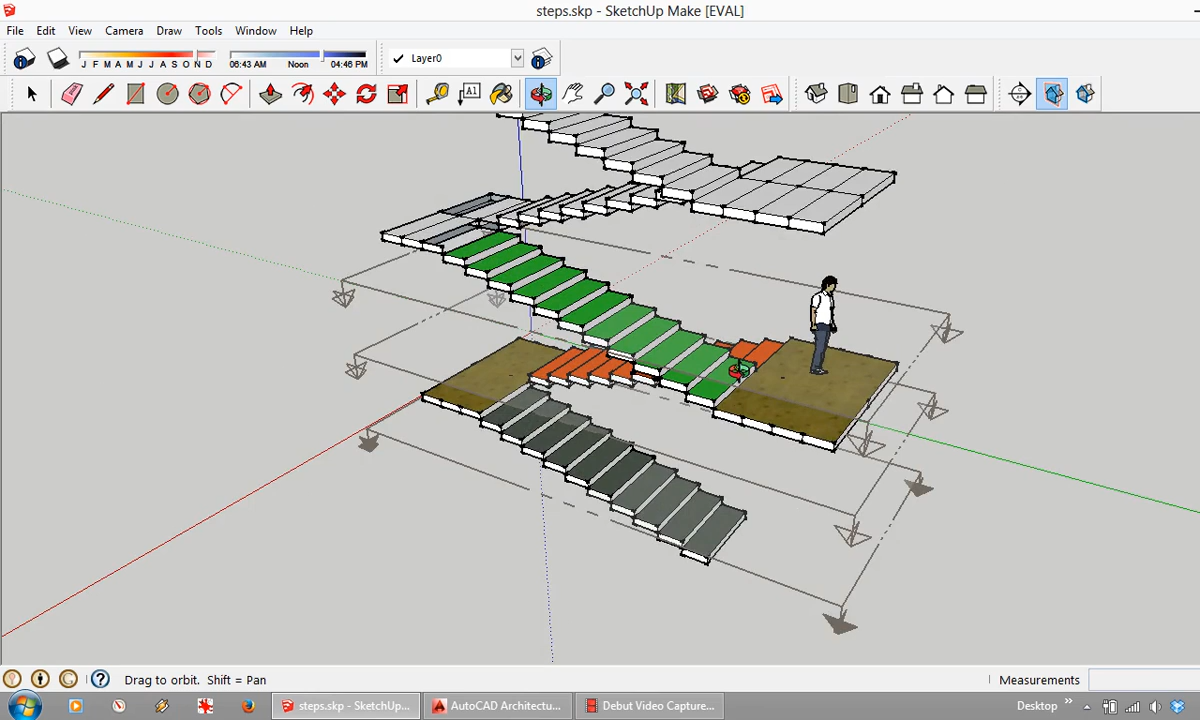 steps.skp - SketchUp Make [EVAL]
File Edit View Camera Draw Tools Window Help
J F M A M J J A S O N D 06:43 AM Noon 04:46 PM Layer0
A1
Drag to orbit. Shift = Pan Measurements
steps.skp - SketchUp... AutoCAD Architectu... Debut Video Capture... Desktop